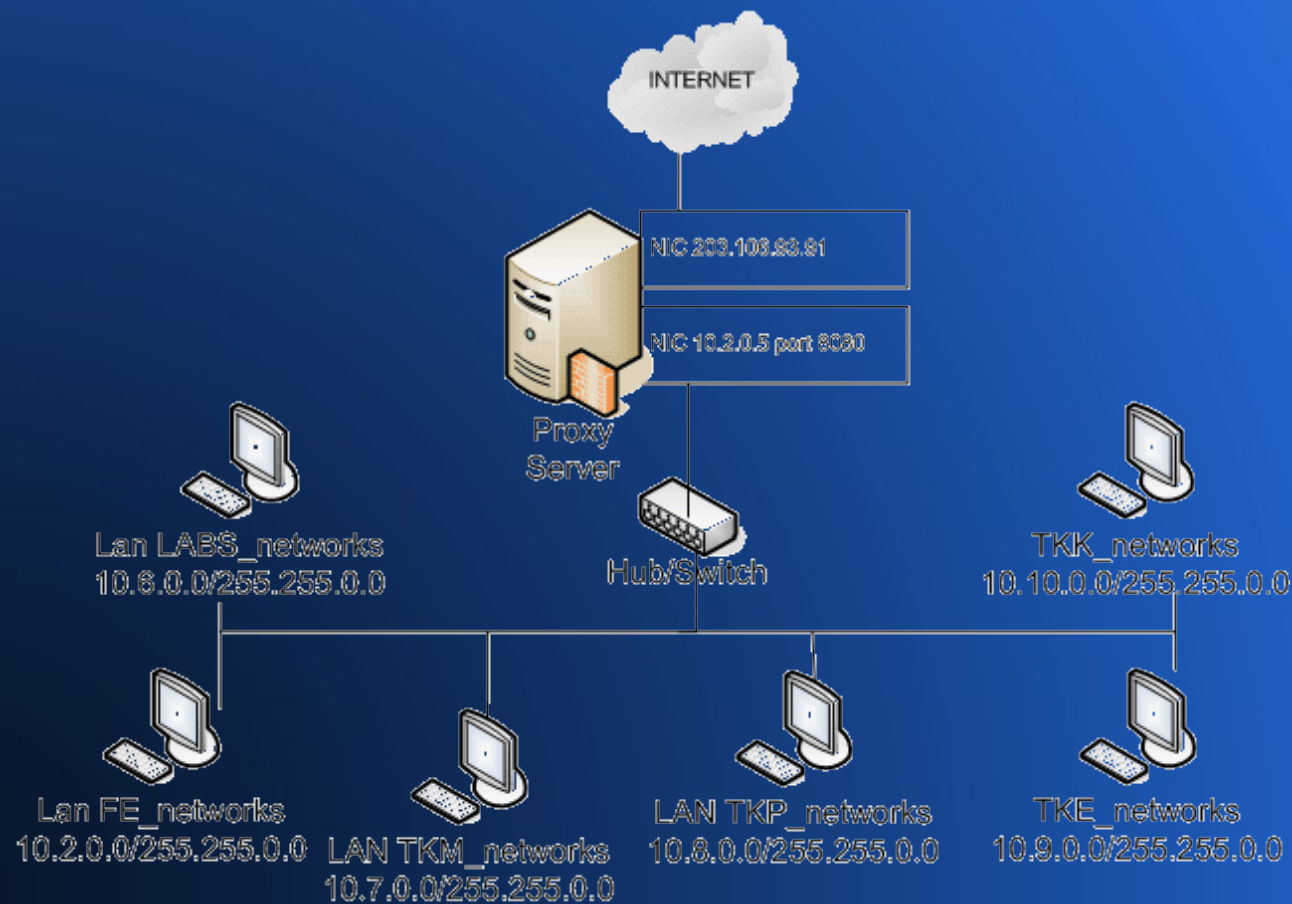 INTERNET
NIC 203.106.93.91
NIC 10.2.0.5 port 8080
Proxy
Server
Hub/Switch
Lan LABS_networks
10.6.0.0/255.255.0.0
TKK_networks
10.10.0.0/255.255.0.0
Lan FE_networks
10.2.0.0/255.255.0.0
LAN TKM_networks
10.7.0.0/255.255.0.0
LAN TKP_networks
10.8.0.0/255.255.0.0
TKE_networks
10.9.0.0/255.255.0.0